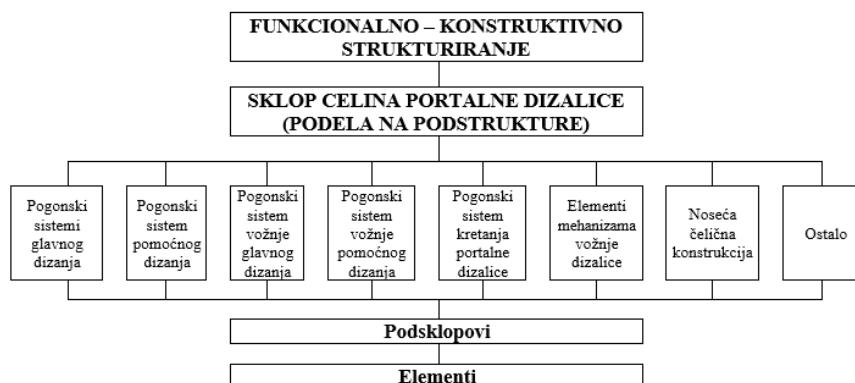 FUNKCIONALNO – KONSTRUKTIVNO
STRUKTURIRANJE
SKLOP CELINA PORTALNE DIZALICE
(PODELA NA PODSTRUKTURE)
Pogonski
sistemi
glavnog
dizanja
Pogonski
sistem
pomoćnog
dizanja
Pogonski
sistem
vožnje
glavnog
dizanja
Pogonski
sistem
vožnje
pomoćnog
dizanja
Pogonski
sistem
kretanja
portalne
dizalice
Elementi
mehanizama
vožnje
dizalice
Noseća
čelična
konstrukcija
Ostalo
Podsklopovi
Elementi